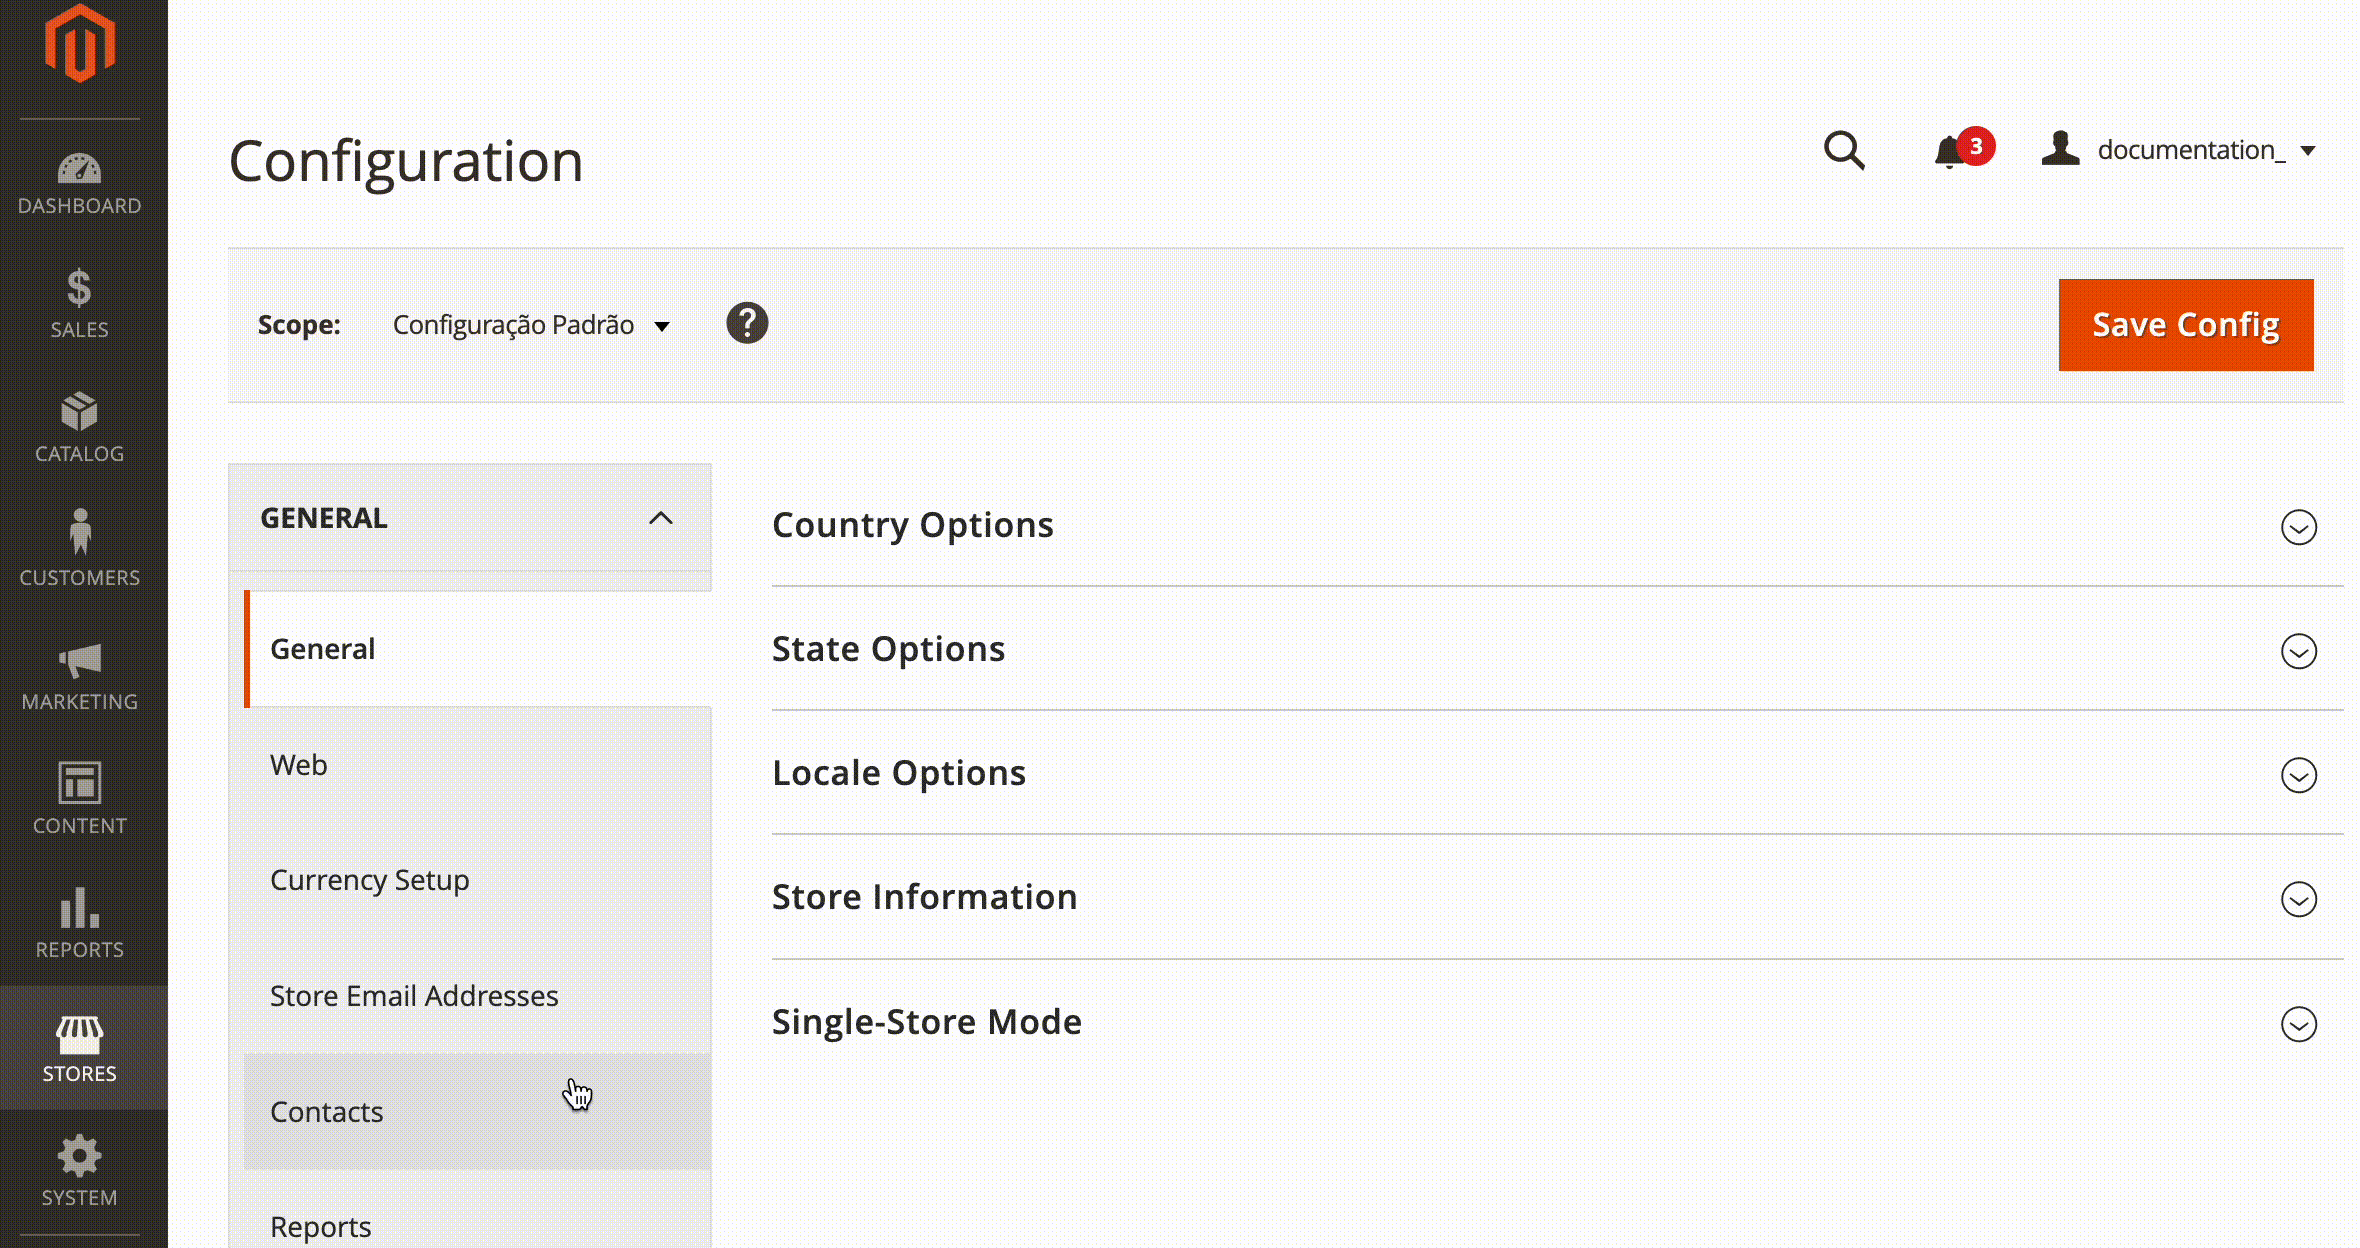 Configuration
3
documentation_
Scope:
Configuração Padrão
?
Save Config
DASHBOARD
SALES
CATALOG
CUSTOMERS
MARKETING
CONTENT
REPORTS
STORES
SYSTEM
GENERAL
General
Web
Currency Setup
Store Email Addresses
Contacts
Reports
Country Options
State Options
Locale Options
Store Information
Single-Store Mode